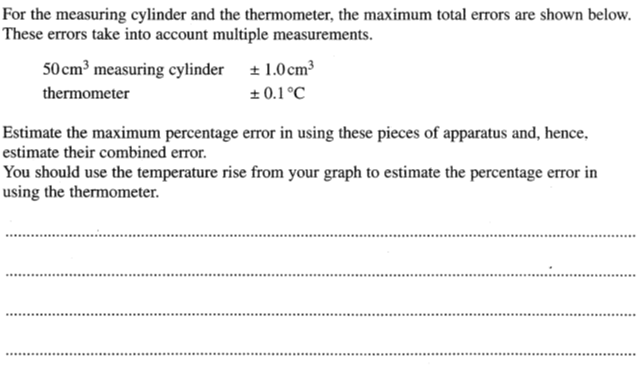 For the measuring cylinder and the thermometer, the maximum total errors are shown below.
These errors take into account multiple measurements.
50 cm³ measuring cylinder ± 1.0 cm³
thermometer ± 0.1 °C
Estimate the maximum percentage error in using these pieces of apparatus and, hence,
estimate their combined error.
You should use the temperature rise from your graph to estimate the percentage error in
using the thermometer.